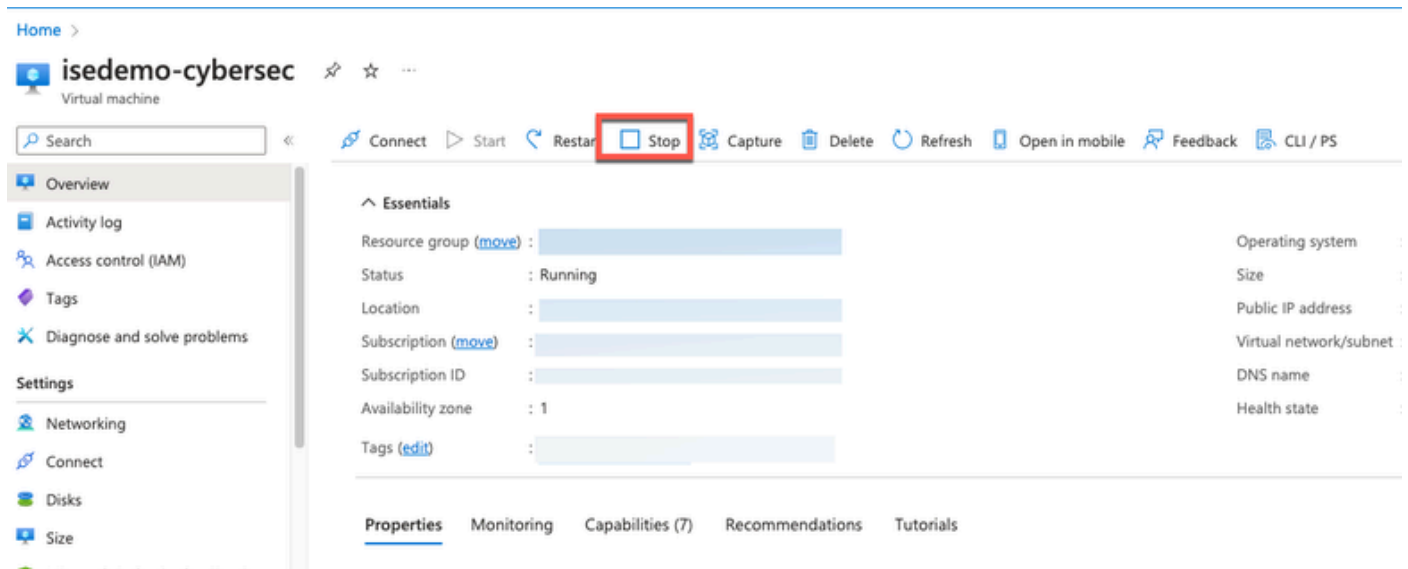 Home >
isedemo-cybersec
Virtual machine
Search
Connect Start Restar Stop Capture Delete Refresh Open in mobile Feedback CLI / PS
Overview
Activity log
Access control (IAM)
Tags
Diagnose and solve problems
Settings
Networking
Connect
Disks
Size
Essentials
Resource group (move) :
Status : Running
Location :
Subscription (move) :
Subscription ID :
Availability zone : 1
Tags (edit) :
Operating system :
Size :
Public IP address :
Virtual network/subnet :
DNS name :
Health state :
Properties Monitoring Capabilities (7) Recommendations Tutorials